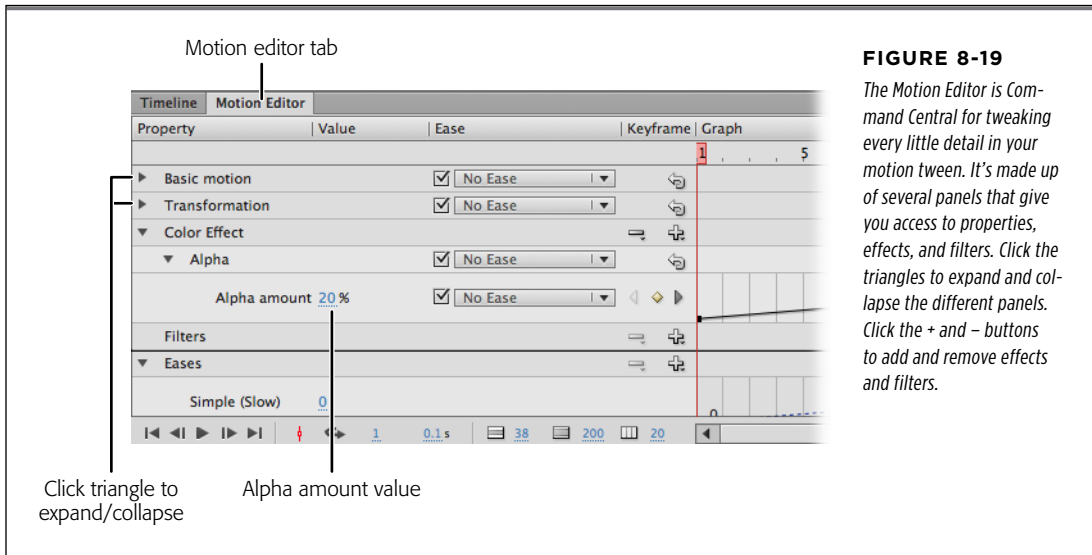 Motion editor tab
Timeline Motion Editor
Property Value Ease Keyframe Graph
1 5
Basic motion No Ease
Transformation No Ease
Color Effect
Alpha No Ease
Alpha amount 20 % No Ease
Filters
Eases
Simple (Slow) 0
0
1 0.1 s 38 200 20
Click triangle to
expand/collapse
Alpha amount value
FIGURE 8-19
The Motion Editor is Com-
mand Central for tweaking
every little detail in your
motion tween. It’s made up
of several panels that give
you access to properties,
effects, and filters. Click the
triangles to expand and col-
lapse the different panels.
Click the + and – buttons
to add and remove effects
and filters.